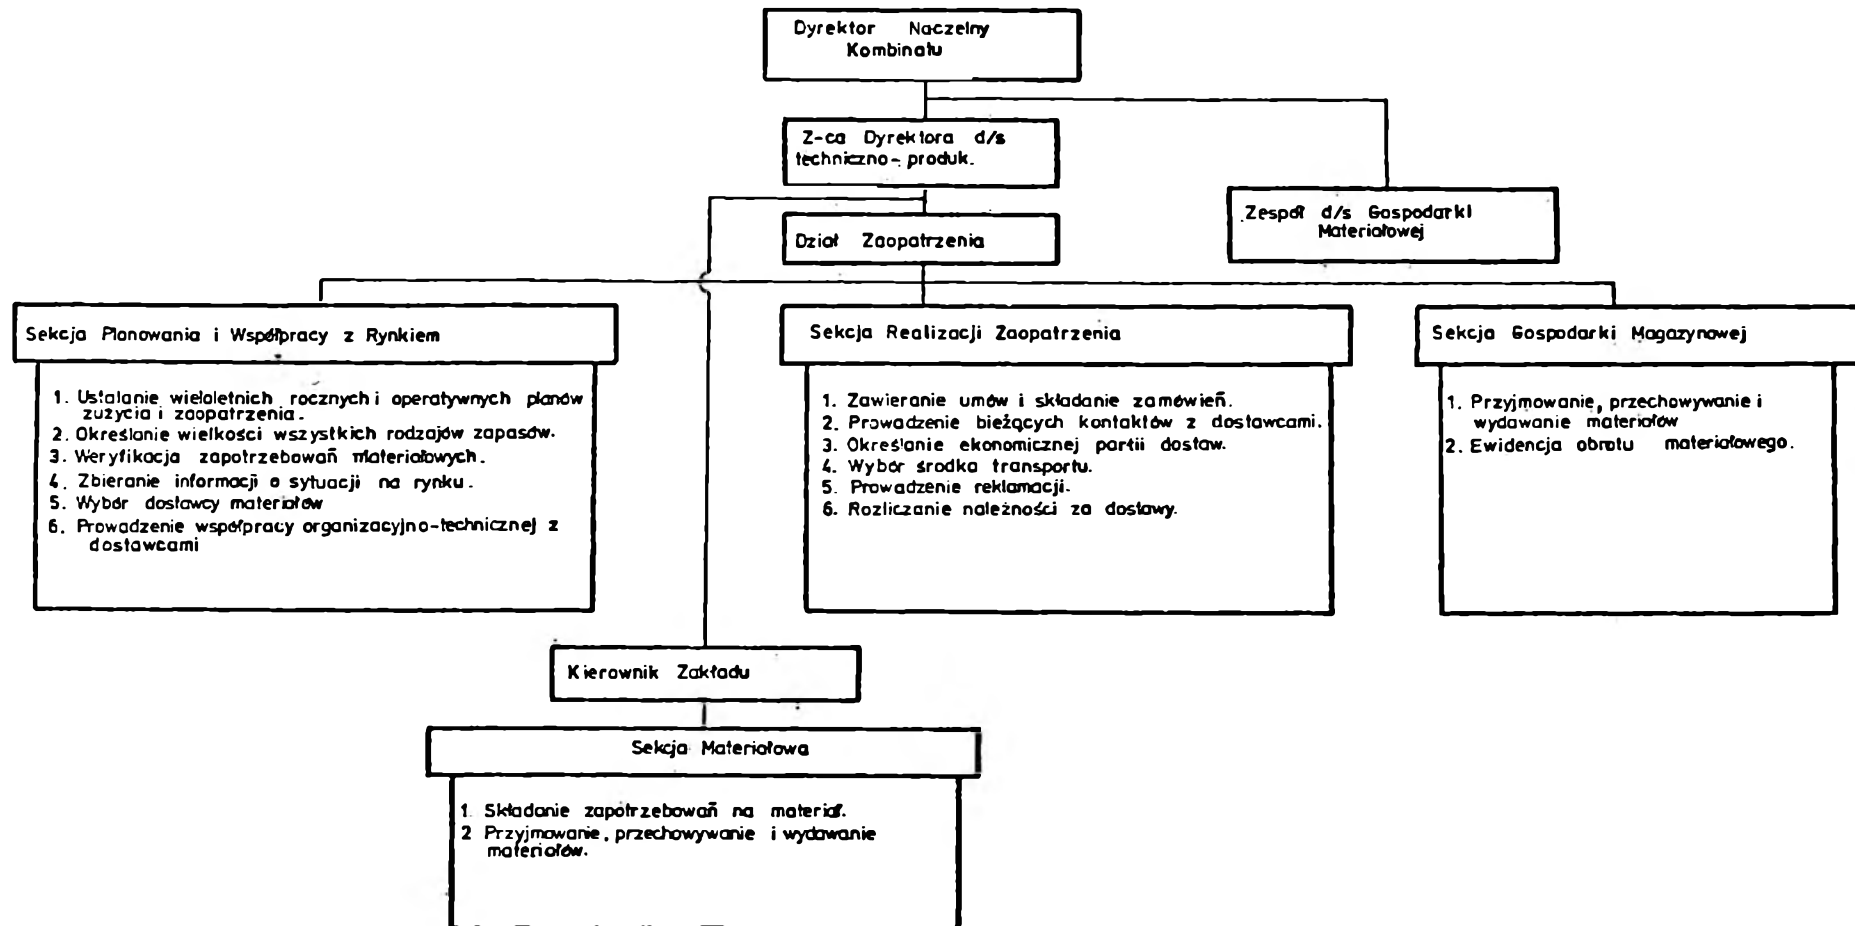 Dyrektor Naczelny
Kombinatu
Z-ca Dyrektora d/s
techniczno-produk.
Zespół d/s Gospodarki
Materiałowej
Dział Zaopatrzenia
Sekcja Planowania i Współpracy z Rynkiem
1. Ustalanie wieloletnich rocznych i operatywnych planów
zużycia i zaopatrzenia.
2. Określanie wielkości wszystkich rodzajów zapasów.
3. Weryfikacja zapotrzebowań materiałowych.
4. Zbieranie informacji o sytuacji na rynku.
5. Wybór dostawcy materiałów
6. Prowadzenie współpracy organizacyjno-technicznej z
dostawcami
Sekcja Realizacji Zaopatrzenia
1. Zawieranie umów i składanie zamówień.
2. Prowadzenie bieżących kontaktów z dostawcami.
3. Określanie ekonomicznej partii dostaw.
4. Wybór środka transportu.
5. Prowadzenie reklamacji.
6. Rozliczanie należności za dostawy.
Sekcja Gospodarki Magazynowej
1. Przyjmowanie, przechowywanie i
wydawanie materiałów
2. Ewidencja obrotu materiałowego.
Kierownik Zakładu
Sekcja Materiałowa
1. Składanie zapotrzebowań na materiał.
2 Przyjmowanie, przechowywanie i wydawanie
materiałów.